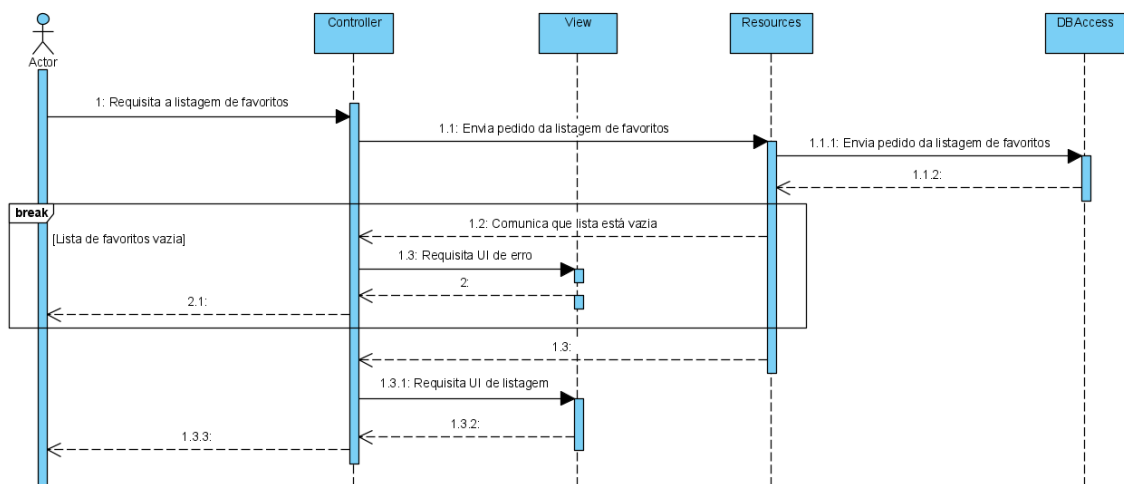 Controller
View
Resources
DBAccess
Actor
1: Requisita a listagem de favoritos
1.1: Envia pedido da listagem de favoritos
1.1.1: Envia pedido da listagem de favoritos
1.1.2:
break
[Lista de favoritos vazia]
1.2: Comunica que lista está vazia
1.3: Requisita UI de erro
2:
2.1:
1.3:
1.3.1: Requisita UI de listagem
1.3.2:
1.3.3: